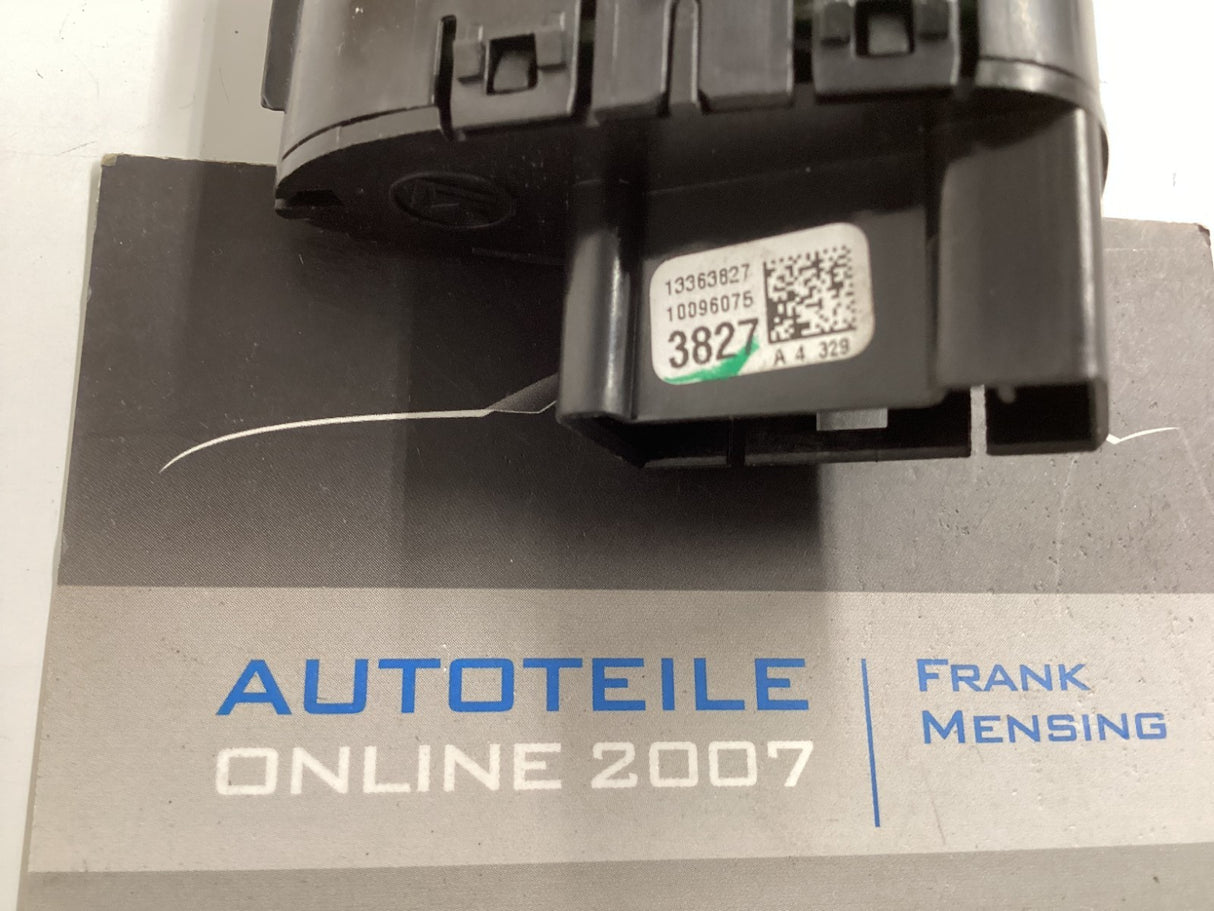 13363827
10096075
3827
A 4 329
AUTOTEILE
ONLINE 2007
FRANK
MENSING